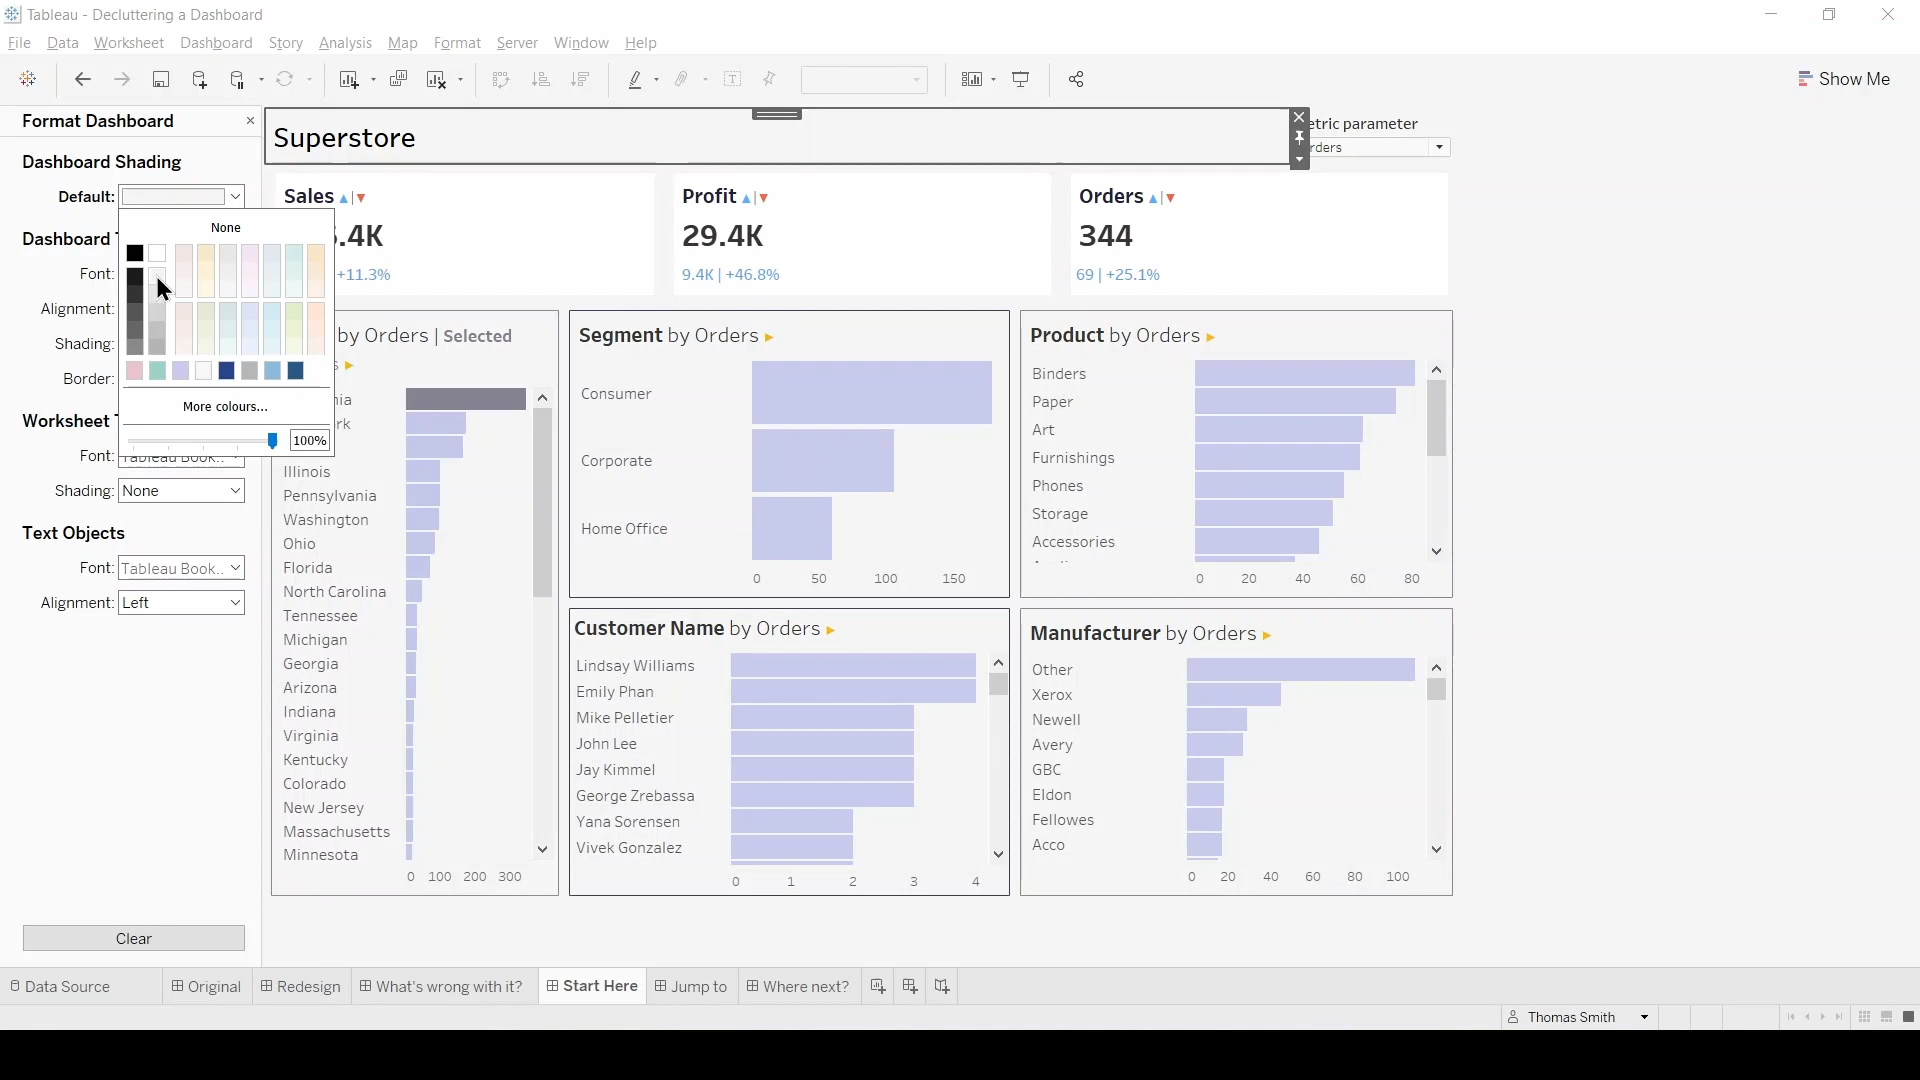 Tableau - Decluttering a Dashboard
File Data Worksheet Dashboard Story Analysis Map Format Server Window Help
Show Me
Format Dashboard
Dashboard Shading
Default:
Dashboard
Font:
Alignment:
Shading:
Border:
Worksheet
Font:
Shading: None
Text Objects
Font: Tableau Book..
Alignment: Left
Clear
None
More colours...
100%
Superstore
etric parameter
rders
Sales ▲|▼
.4K
+11.3%
Profit ▲|▼
29.4K
9.4K | +46.8%
Orders ▲|▼
344
69 | +25.1%
by Orders | Selected
Illinois
Pennsylvania
Washington
Ohio
Florida
North Carolina
Tennessee
Michigan
Georgia
Arizona
Indiana
Virginia
Kentucky
Colorado
New Jersey
Massachusetts
Minnesota
0 100 200 300
Segment by Orders ▶
Consumer
Corporate
Home Office
0 50 100 150
Product by Orders ▶
Binders
Paper
Art
Furnishings
Phones
Storage
Accessories
0 20 40 60 80
Customer Name by Orders ▶
Lindsay Williams
Emily Phan
Mike Pelletier
John Lee
Jay Kimmel
George Zrebassa
Yana Sorensen
Vivek Gonzalez
0 1 2 3 4
Manufacturer by Orders ▶
Other
Xerox
Newell
Avery
GBC
Eldon
Fellowes
Acco
0 20 40 60 80 100
Data Source Original Redesign What's wrong with it? Start Here Jump to Where next?
Thomas Smith